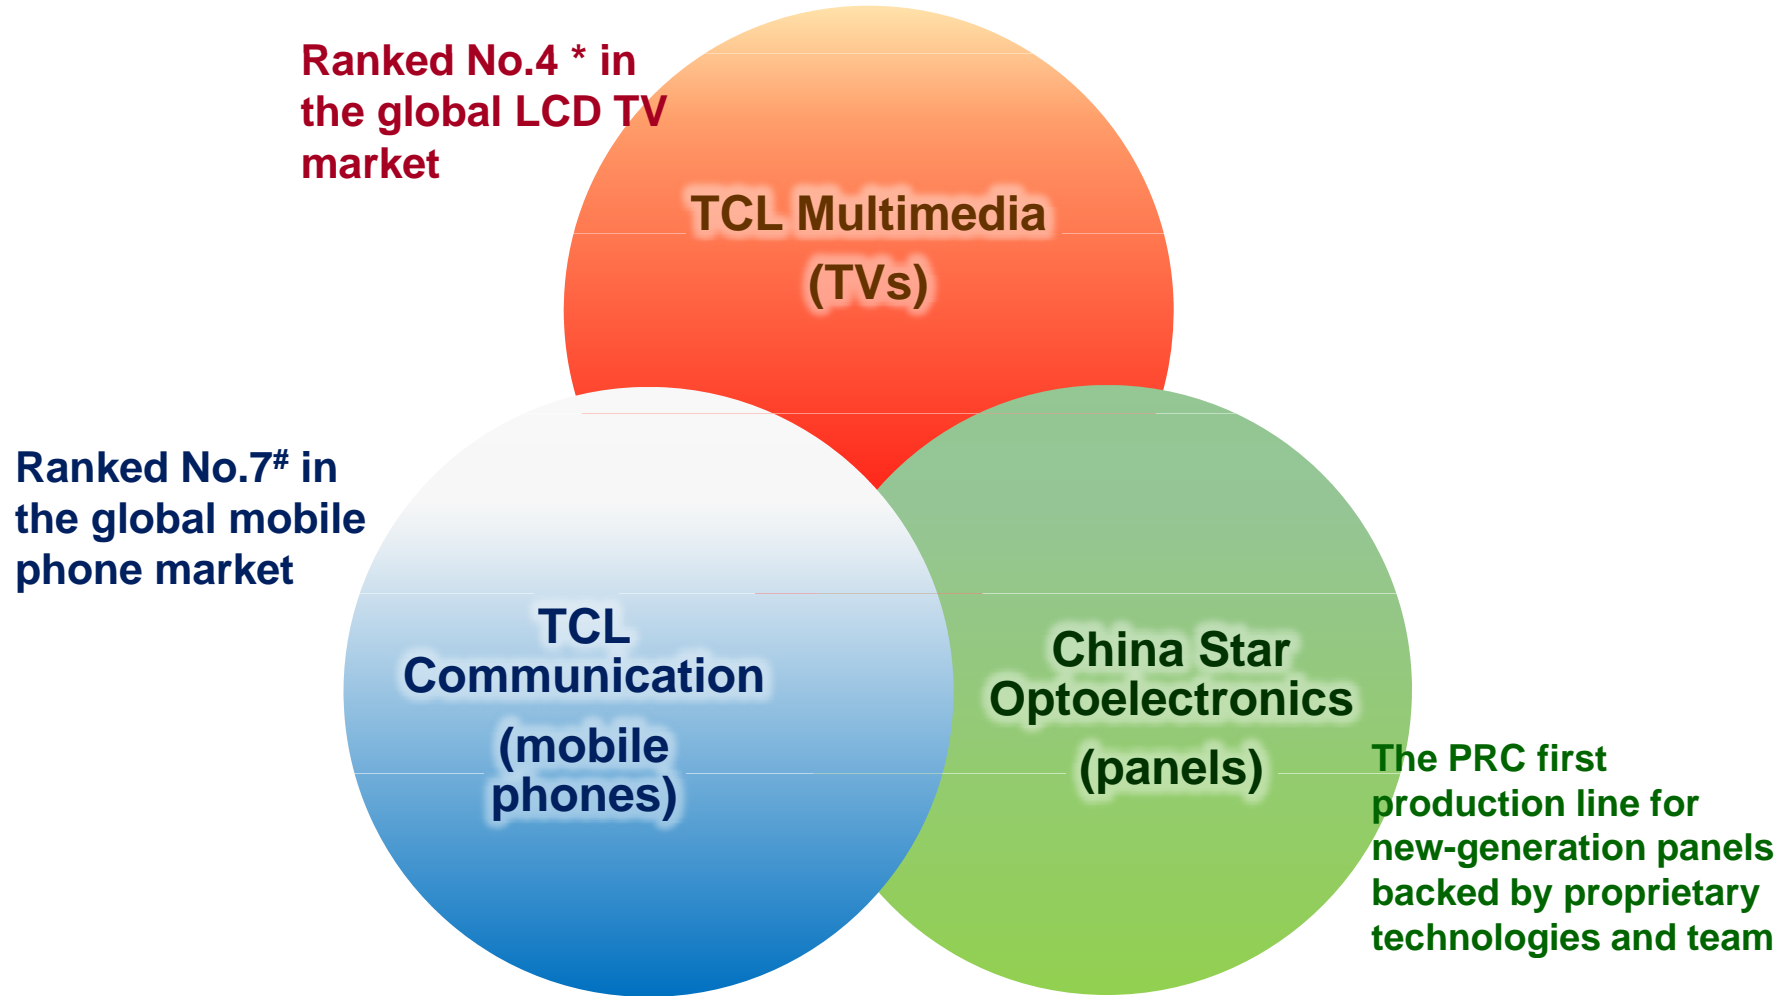 Ranked No.4 * in
the global LCD TV
market
TCL Multimedia
(TVs)
Ranked No.7# in
the global mobile
phone market
TCL
Communication
(mobile
phones)
China Star
Optoelectronics
(panels)
The PRC first
production line for
new-generation panels
backed by proprietary
technologies and team